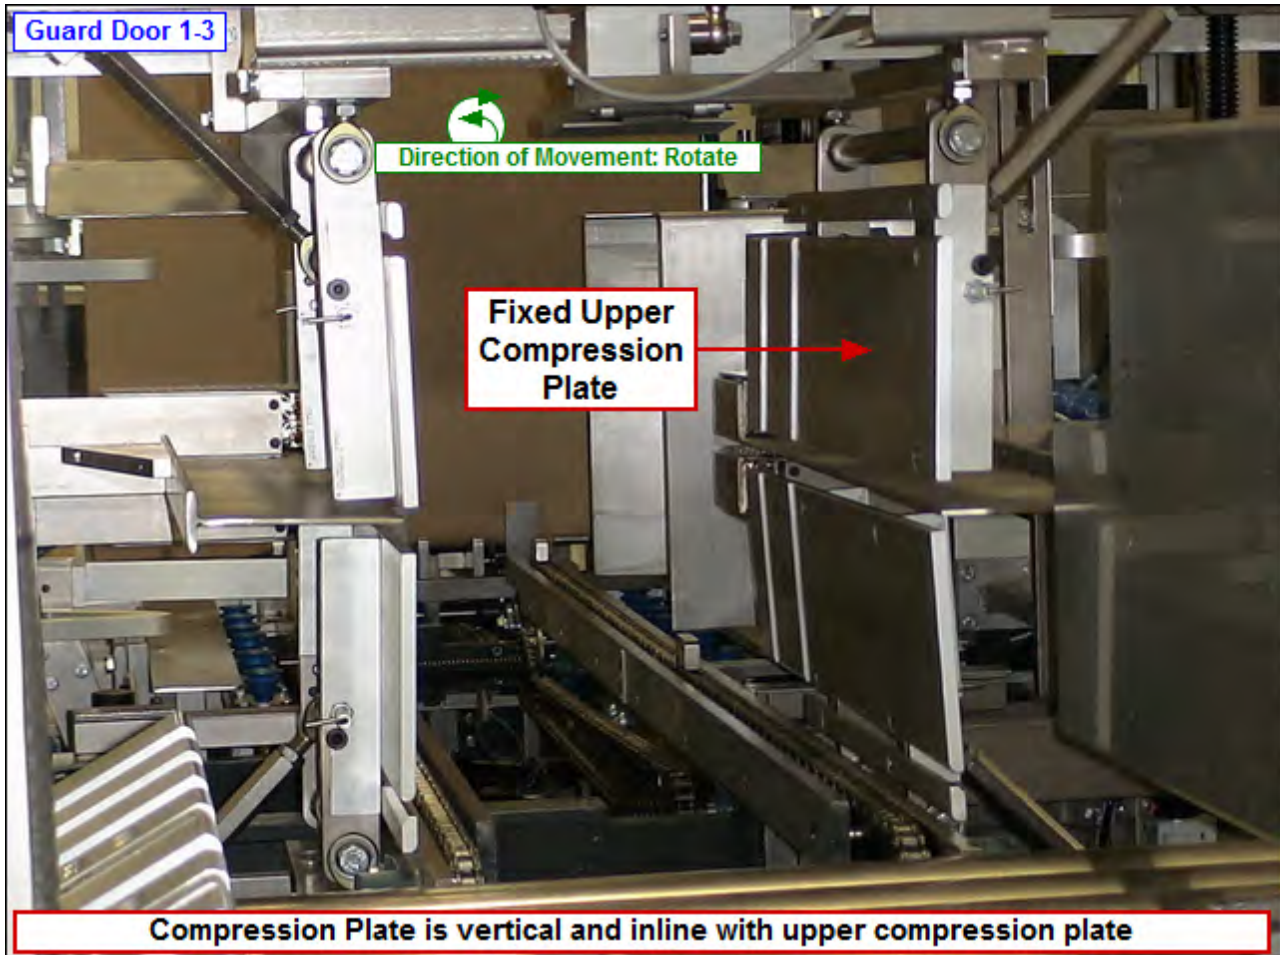 Guard Door 1-3
Direction of Movement: Rotate
Fixed Upper
Compression
Plate
Compression Plate is vertical and inline with upper compression plate